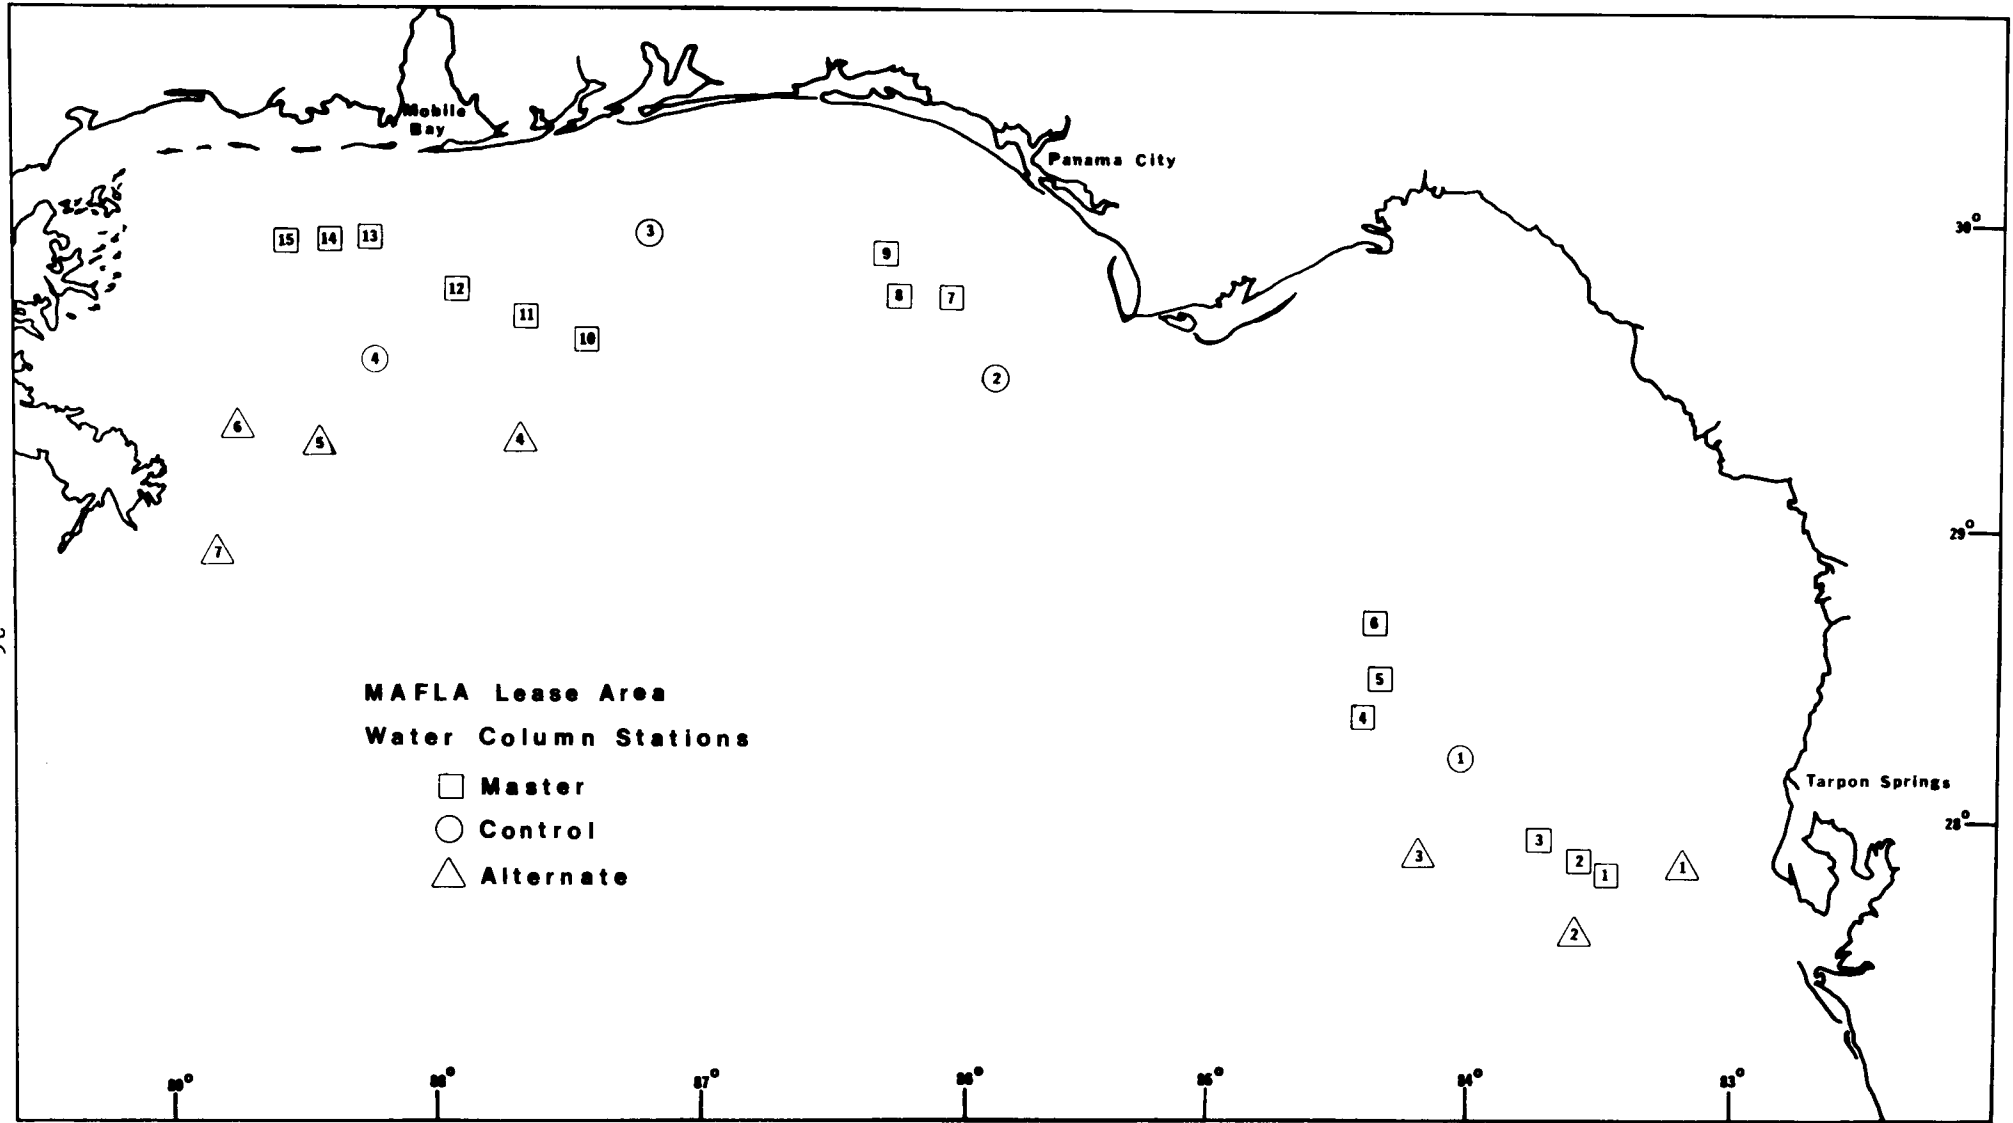 Mobile
Bay
Panama City
30°
15 14 13
3
9
12
8 7
11
10
4
2
6
5
4
29°
7
6
MAFLA Lease Area
5
4
Water Column Stations
1
Master
Tarpon Springs
Control
28°
3
3
2
1
1
Alternate
2
89° 88° 87° 86° 85° 84° 83°